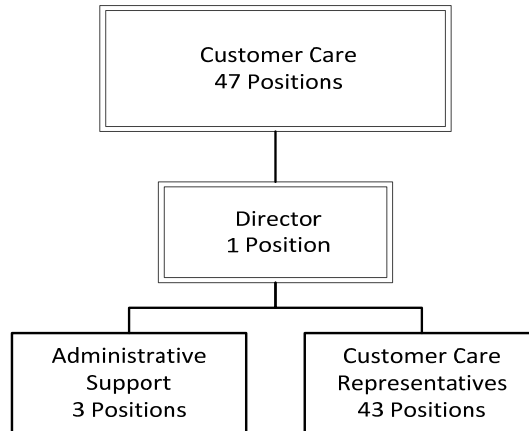 Customer Care
47 Positions
Director
1 Position
Administrative
Support
3 Positions
Customer Care
Representatives
43 Positions